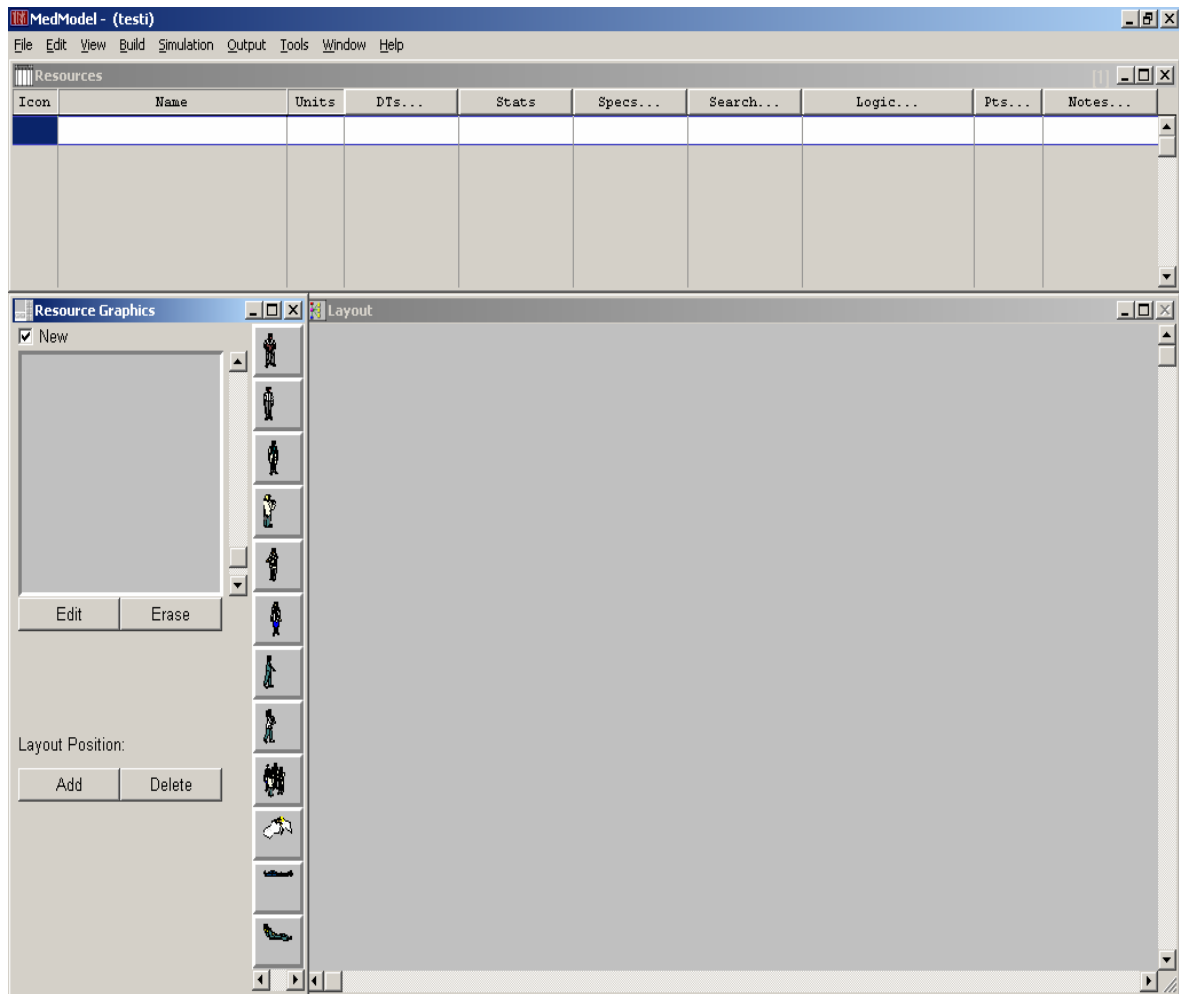 MedModel - (testi)
File Edit View Build Simulation Output Tools Window Help
Resources [1]
Icon Name Units DTs... Stats Specs... Search... Logic... Pts... Notes...
Resource Graphics
Layout
New
Edit Erase
Layout Position:
Add Delete